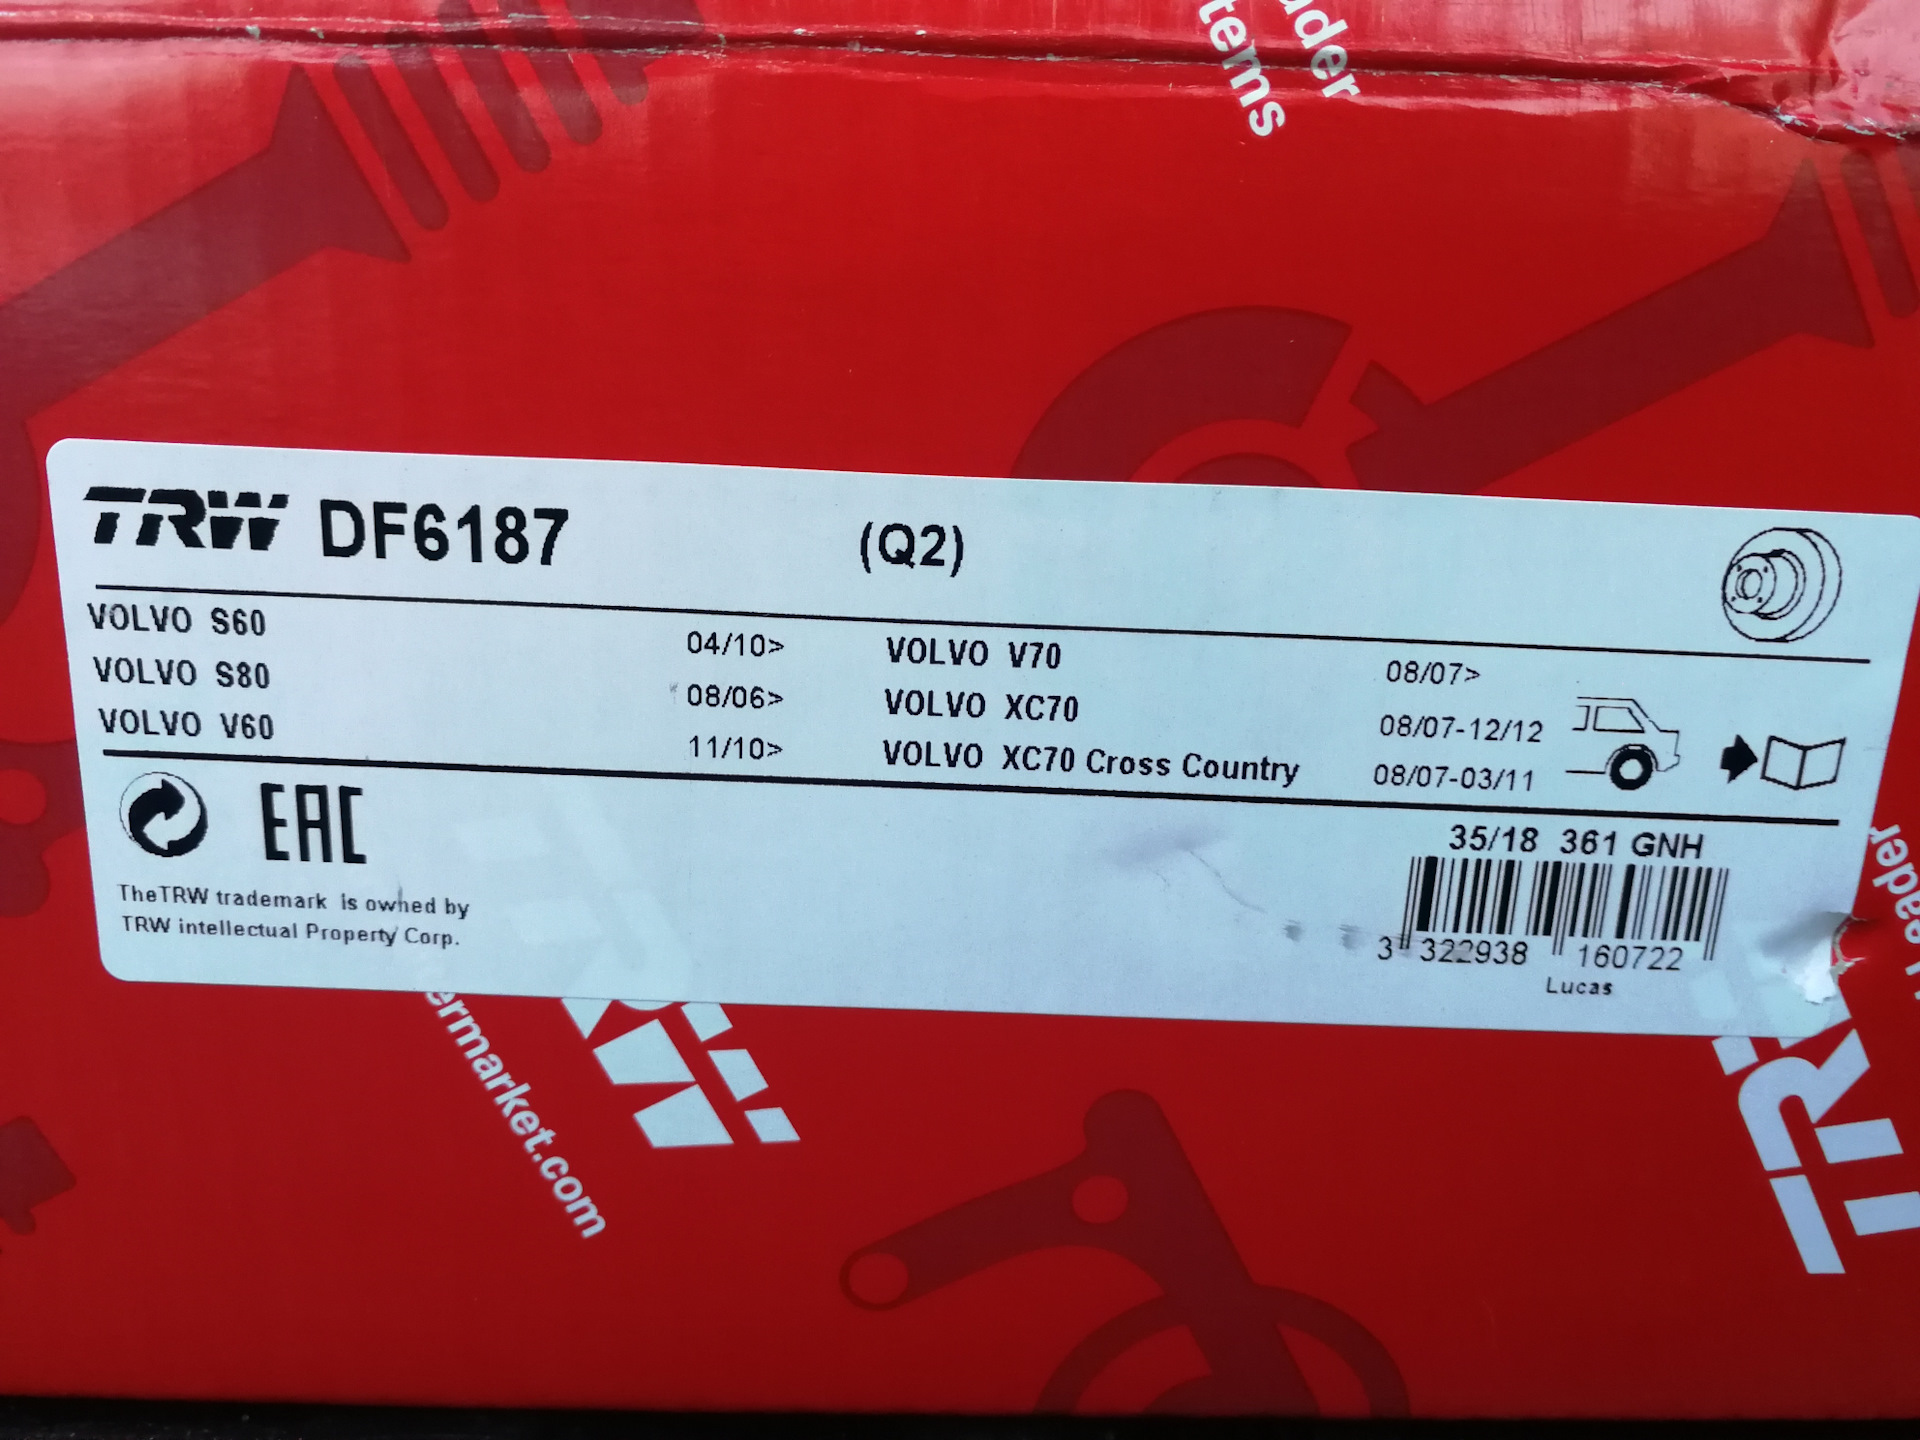 tems
ader
TRW DF6187 (Q2)
VOLVO S60 04/10> VOLVO V70 08/07>
VOLVO S80 08/06> VOLVO XC70 08/07-12/12
VOLVO V60 11/10> VOLVO XC70 Cross Country 08/07-03/11
EAC
35/18 361 GNH
TheTRW trademark is owned by
TRW intellectual Property Corp.
3 322938 160722
Lucas
ermarket.com
TRW
eader